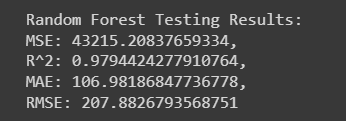 Random Forest Testing Results:
MSE: 43215.20837659334,
R^2: 0.9794424277910764,
MAE: 106.98186847736778,
RMSE: 207.8826793568751